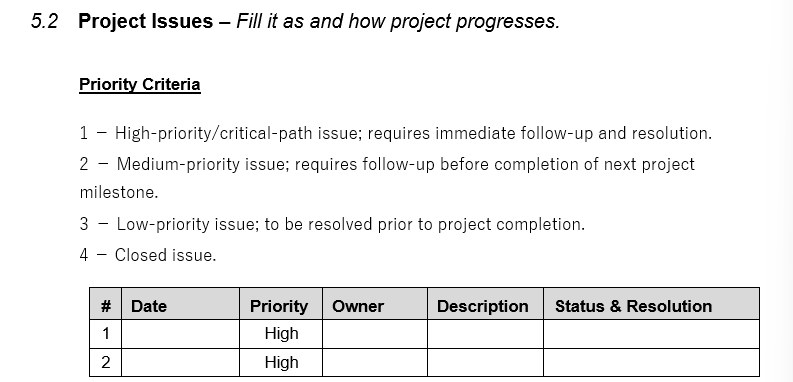 5.2 Project Issues – Fill it as and how project progresses.
Priority Criteria
1 – High-priority/critical-path issue; requires immediate follow-up and resolution.
2 – Medium-priority issue; requires follow-up before completion of next project
milestone.
3 – Low-priority issue; to be resolved prior to project completion.
4 – Closed issue.
# Date Priority Owner Description Status & Resolution
1 High
2 High